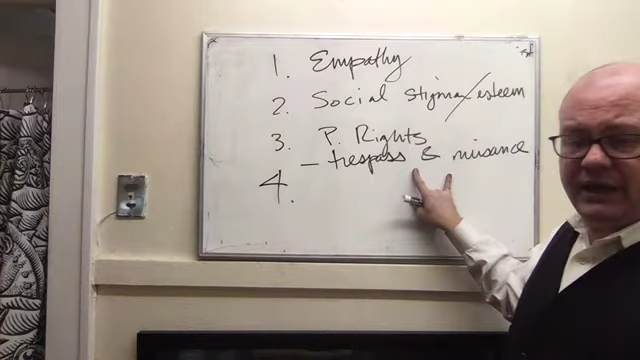 1. Empathy
2. Social Stigma/esteem
3. P. Rights
- trespass & nuisance
4.